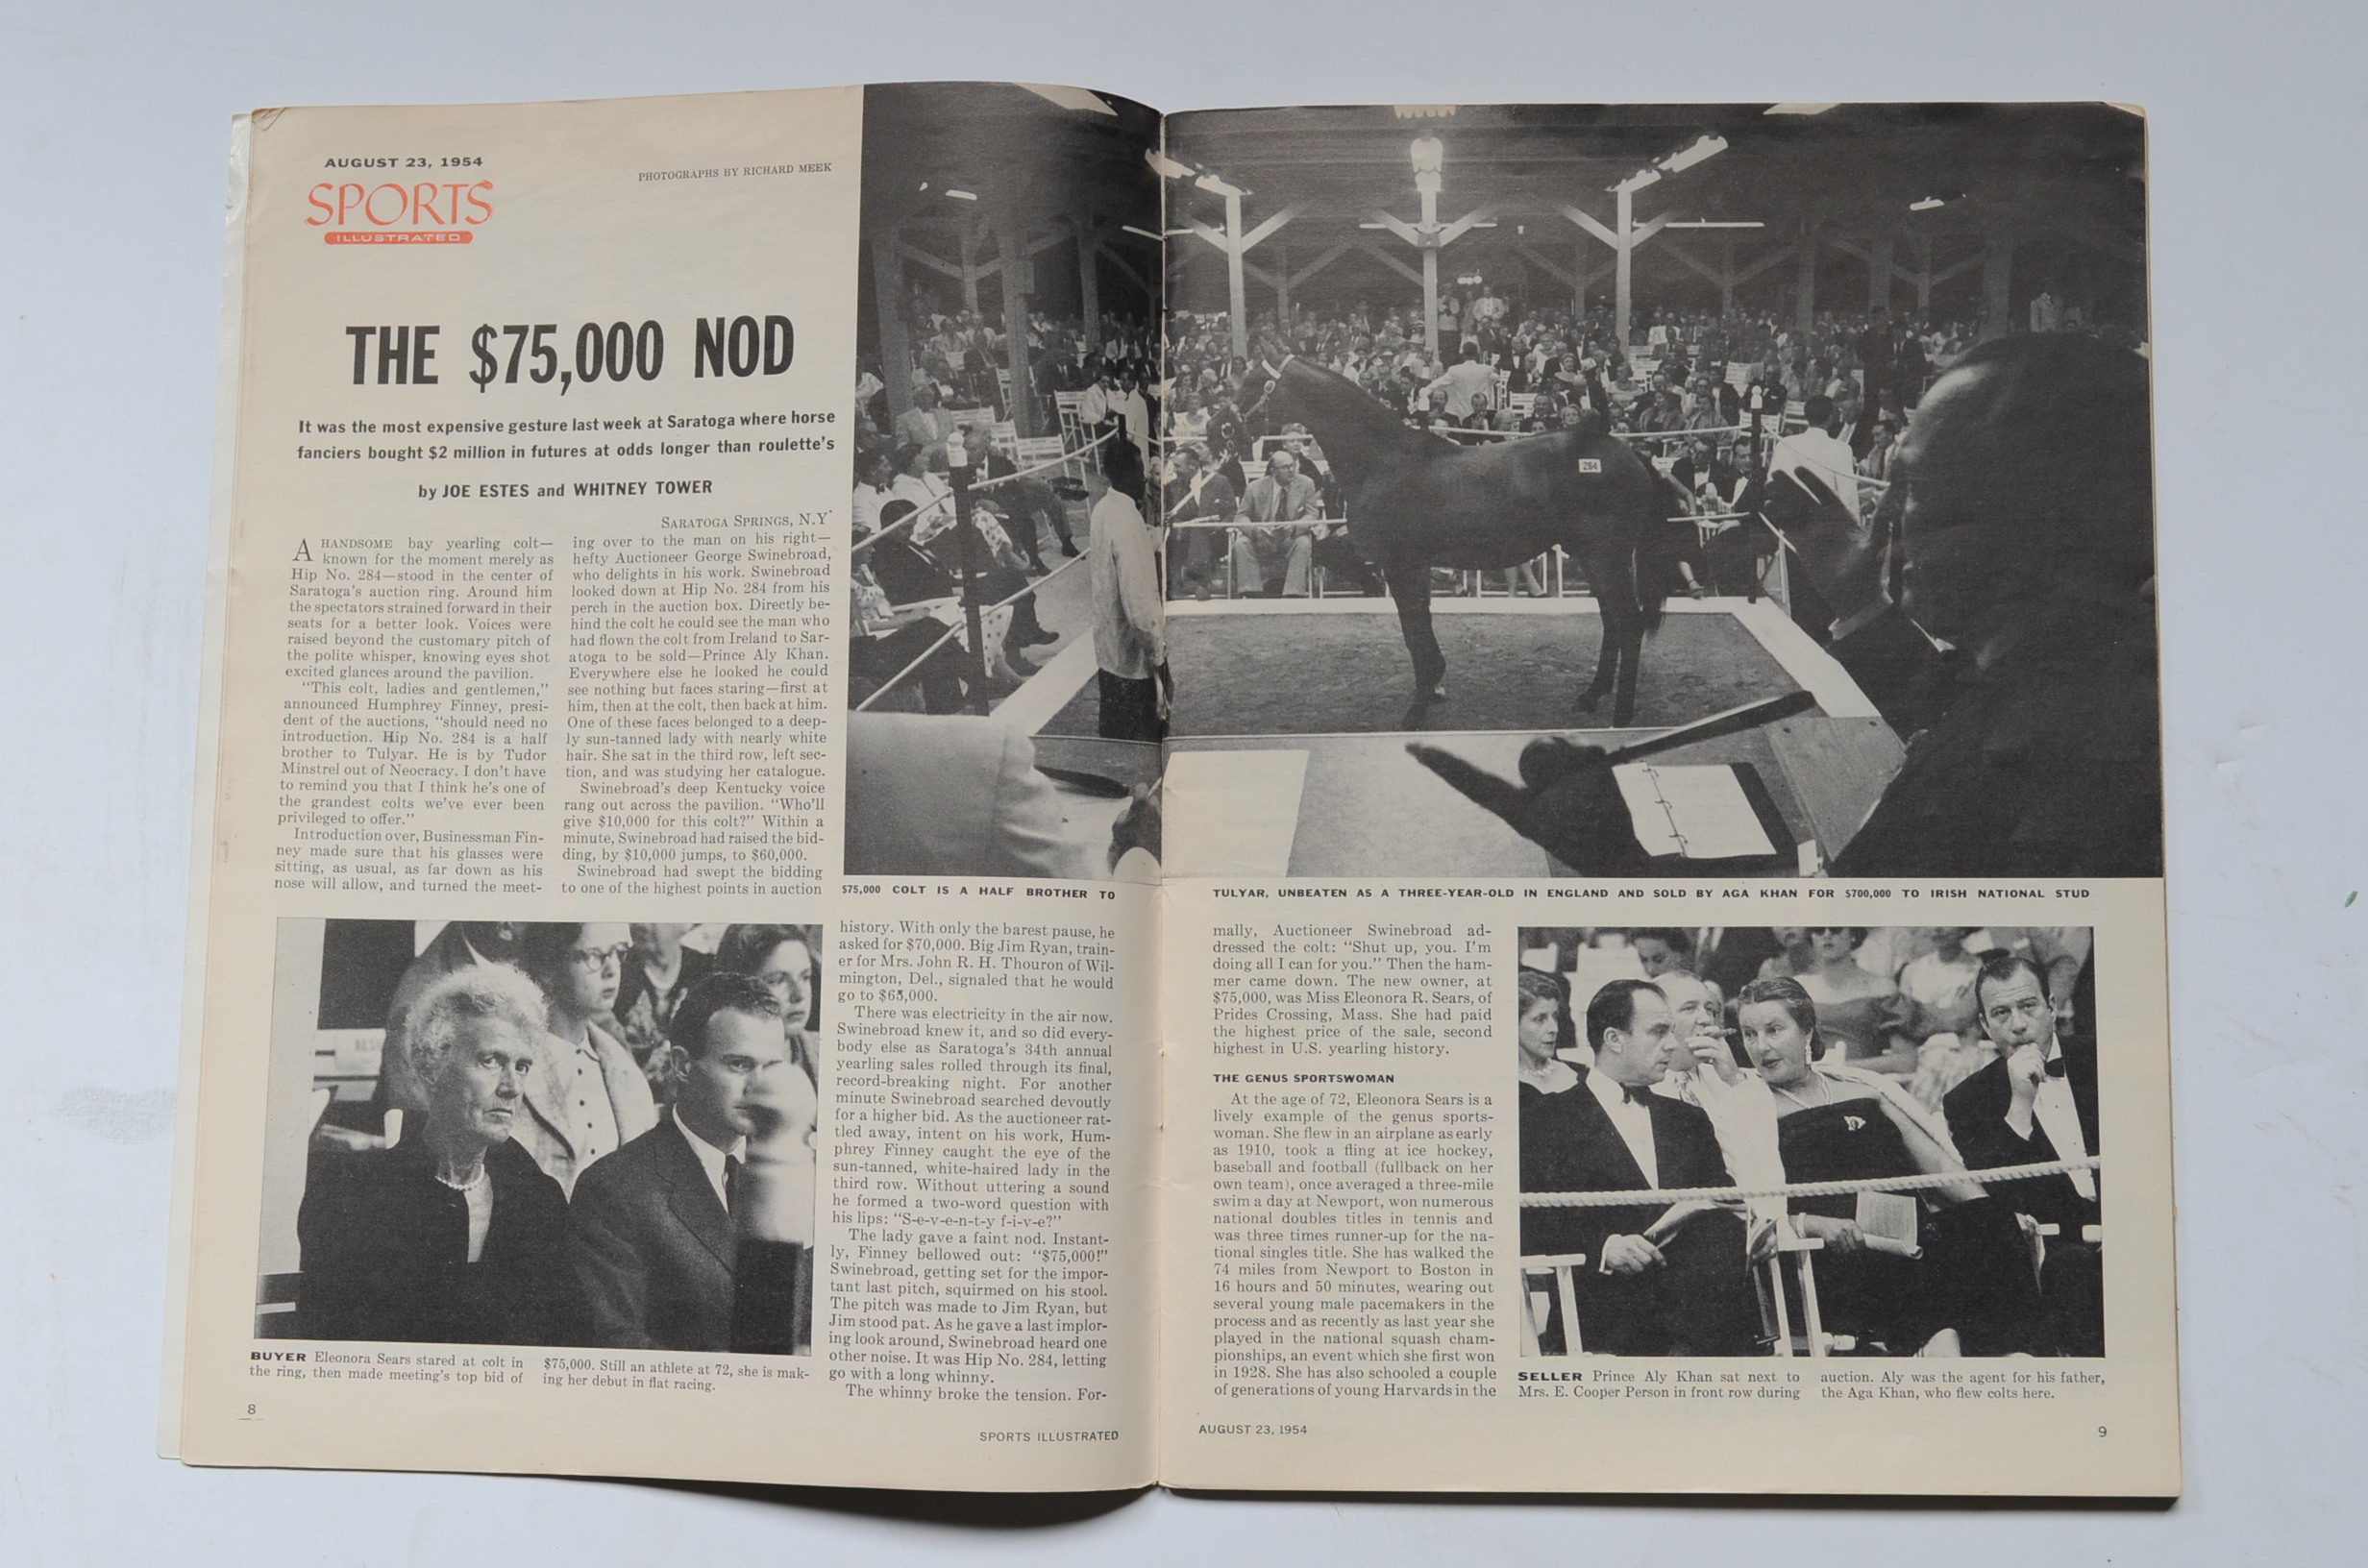 AUGUST 23, 1954
SPORTS
ILLUSTRATED
PHOTOGRAPHS BY RICHARD MEEK
THE $75,000 NOD
It was the most expensive gesture last week at Saratoga where horse
fanciers bought $2 million in futures at odds longer than roulette's
by JOE ESTES and WHITNEY TOWER
SARATOGA SPRINGS, N.Y.
A HANDSOME bay yearling colt—
known for the moment merely as
Hip No. 284—stood in the center of
Saratoga's auction ring. Around him
the spectators strained forward in their
seats for a better look. Voices were
raised beyond the customary pitch of
the polite whisper, knowing eyes shot
excited glances around the pavilion.
"This colt, ladies and gentlemen,"
announced Humphrey Finney, presi-
dent of the auctions, "should need no
introduction. Hip No. 284 is a half
brother to Tulyar. He is by Tudor
Minstrel out of Neocracy. I don't have
to remind you that I think he's one of
the grandest colts we've ever been
privileged to offer."
Introduction over, Businessman Fin-
ney made sure that his glasses were
sitting, as usual, as far down as his
nose will allow, and turned the meet-
ing over to the man on his right—
hefty Auctioneer George Swinebroad,
who delights in his work. Swinebroad
looked down at Hip No. 284 from his
perch in the auction box. Directly be-
hind the colt he could see the man who
had flown the colt from Ireland to Sar-
atoga to be sold—Prince Aly Khan.
Everywhere else he looked he could
see nothing but faces staring—first at
him, then at the colt, then back at him.
One of these faces belonged to a deep-
ly sun-tanned lady with nearly white
hair. She sat in the third row, left sec-
tion, and was studying her catalogue.
Swinebroad's deep Kentucky voice
rang out across the pavilion. "Who'll
give $10,000 for this colt?" Within a
minute, Swinebroad had raised the bid-
ding, by $10,000 jumps, to $60,000.
Swinebroad had swept the bidding
to one of the highest points in auction
284
$75,000 COLT IS A HALF BROTHER TO
TULYAR, UNBEATEN AS A THREE-YEAR-OLD IN ENGLAND AND SOLD BY AGA KHAN FOR $700,000 TO IRISH NATIONAL STUD
history. With only the barest pause, he
asked for $70,000. Big Jim Ryan, train-
er for Mrs. John R. H. Thouron of Wil-
mington, Del., signaled that he would
go to $65,000.
There was electricity in the air now.
Swinebroad knew it, and so did every-
body else as Saratoga's 34th annual
yearling sales rolled through its final,
record-breaking night. For another
minute Swinebroad searched devoutly
for a higher bid. As the auctioneer rat-
tled away, intent on his work, Hum-
phrey Finney caught the eye of the
sun-tanned, white-haired lady in the
third row. Without uttering a sound
he formed a two-word question with
his lips: "S-e-v-e-n-t-y f-i-v-e?"
The lady gave a faint nod. Instant-
ly, Finney bellowed out: "$75,000!"
Swinebroad, getting set for the impor-
tant last pitch, squirmed on his stool.
The pitch was made to Jim Ryan, but
Jim stood pat. As he gave a last implor-
ing look around, Swinebroad heard one
other noise. It was Hip No. 284, letting
go with a long whinny.
The whinny broke the tension. For-
BUYER Eleonora Sears stared at colt in
the ring, then made meeting's top bid of
$75,000. Still an athlete at 72, she is mak-
ing her debut in flat racing.
8
SPORTS ILLUSTRATED
mally, Auctioneer Swinebroad ad-
dressed the colt: "Shut up, you. I'm
doing all I can for you." Then the ham-
mer came down. The new owner, at
$75,000, was Miss Eleonora R. Sears, of
Prides Crossing, Mass. She had paid
the highest price of the sale, second
highest in U.S. yearling history.
THE GENUS SPORTSWOMAN
At the age of 72, Eleonora Sears is a
lively example of the genus sports-
woman. She flew in an airplane as early
as 1910, took a fling at ice hockey,
baseball and football (fullback on her
own team), once averaged a three-mile
swim a day at Newport, won numerous
national doubles titles in tennis and
was three times runner-up for the na-
tional singles title. She has walked the
74 miles from Newport to Boston in
16 hours and 50 minutes, wearing out
several young male pacemakers in the
process and as recently as last year she
played in the national squash cham-
pionships, an event which she first won
in 1928. She has also schooled a couple
of generations of young Harvards in the
SELLER Prince Aly Khan sat next to
Mrs. E. Cooper Person in front row during
auction. Aly was the agent for his father,
the Aga Khan, who flew colts here.
AUGUST 23, 1954
9